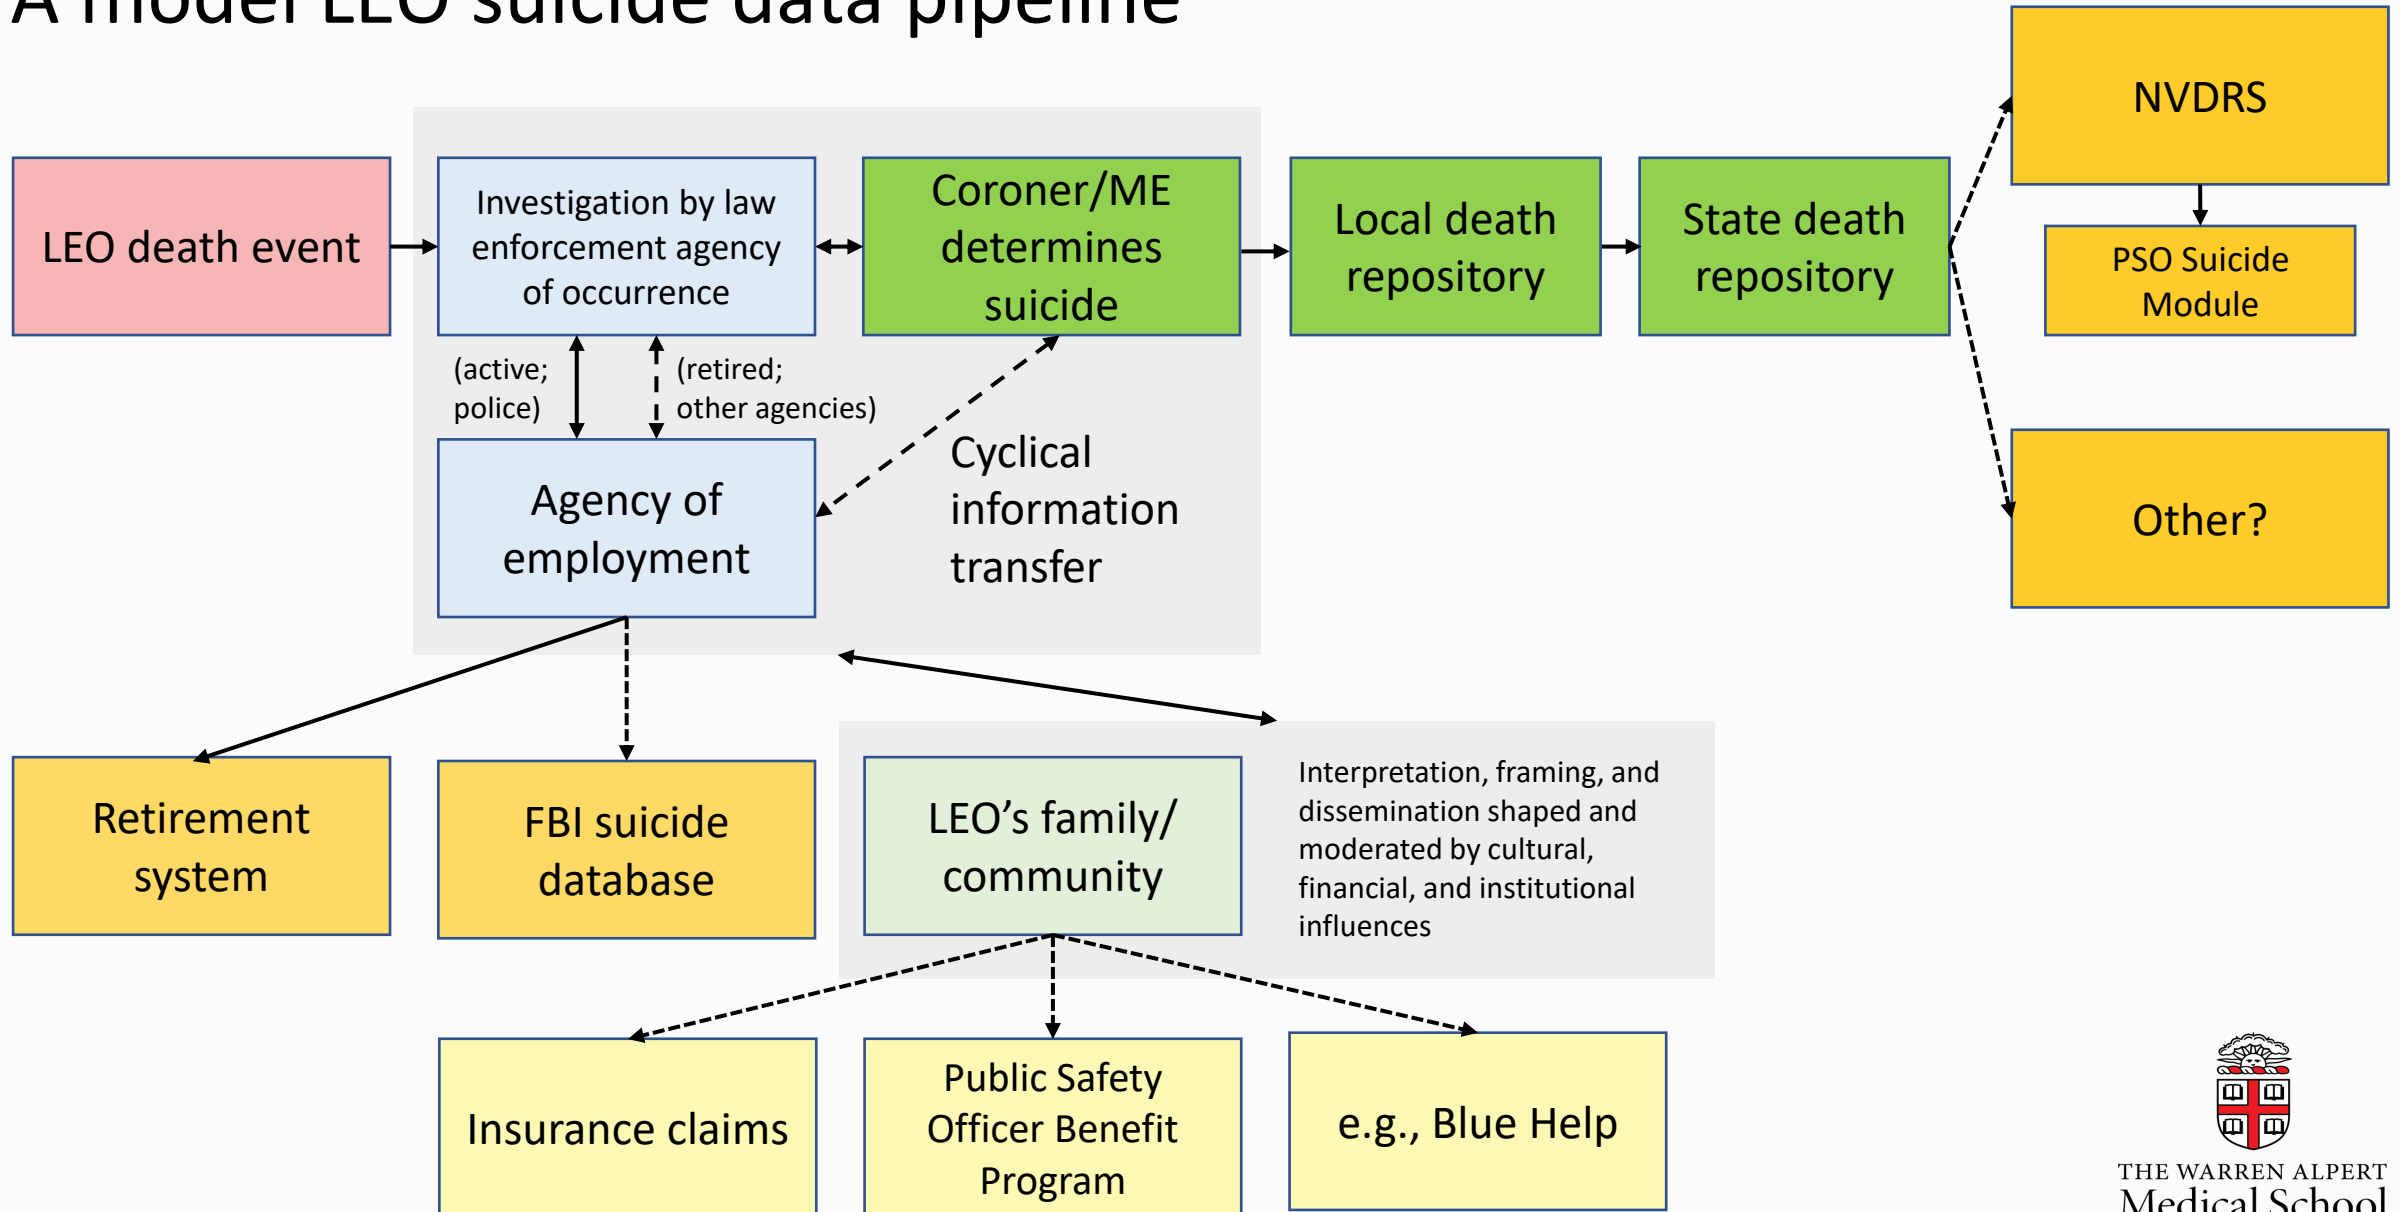 A model LEO suicide data pipeline
NVDRS
LEO death event
Investigation by law
enforcement agency
of occurrence
Coroner/ME
determines
suicide
Local death
repository
State death
repository
PSO Suicide
Module
(active;
police)
(retired;
other agencies)
Agency of
employment
Cyclical
information
transfer
Other?
Retirement
system
FBI suicide
database
LEO’s family/
community
Interpretation, framing, and
dissemination shaped and
moderated by cultural,
financial, and institutional
influences
Insurance claims
Public Safety
Officer Benefit
Program
e.g., Blue Help
THE WARREN ALPERT
Medical School